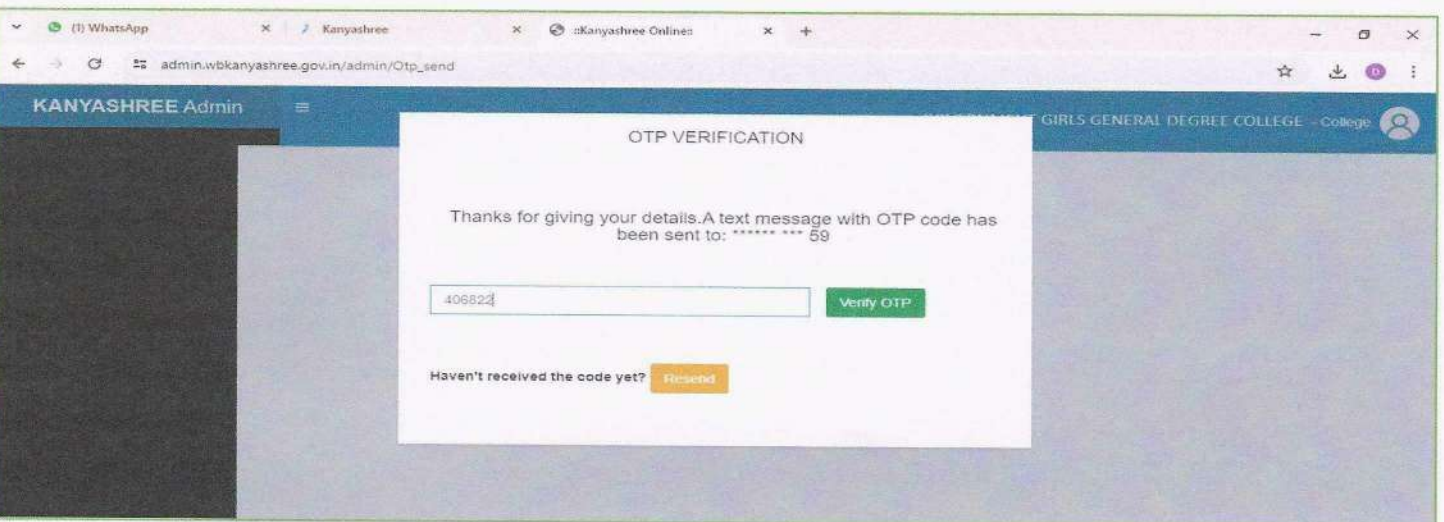 (1) WhatsApp
Kanyashree
::Kanyashree Online::
admin.wbkanyashree.gov.in/admin/Otp_send
D
KANYASHREE Admin
GIRLS GENERAL DEGREE COLLEGE - College
OTP VERIFICATION
Thanks for giving your details.A text message with OTP code has
been sent to: ****** *** 59
406822
Verify OTP
Haven't received the code yet? Resend